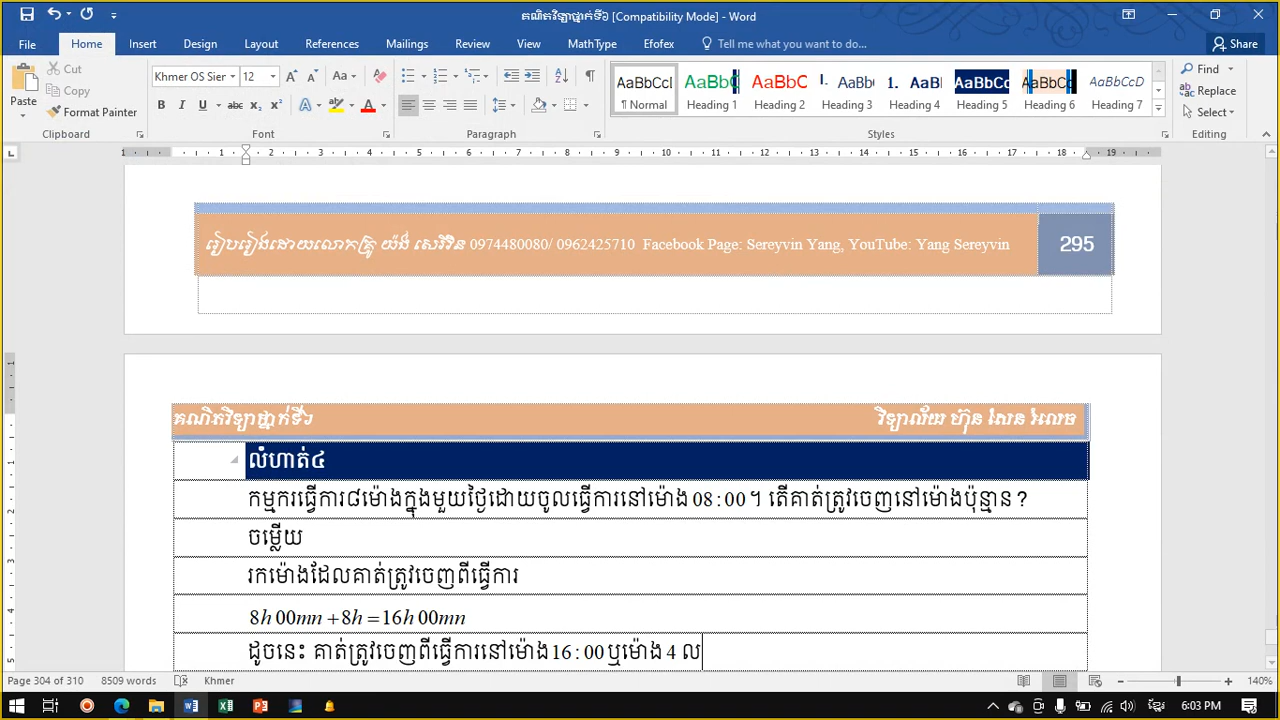 គណិតវិទ្យាថ្នាក់ទី៦ [Compatibility Mode] - Word
File Home Insert Design Layout References Mailings Review View MathType Efofex Tell me what you want to do... Share
Paste Cut Copy Format Painter
Clipboard
Khmer OS Sier 12
Font
Paragraph
AaBbCcI ¶ Normal
AaBbC Heading 1
AaBbC Heading 2
I. AaBbC Heading 3
1. AaB Heading 4
AaBbCc Heading 5
AaBbCc Heading 6
AaBbCcD Heading 7
Styles
Find
Replace
Select
Editing
រៀបរៀងដោយលោកគ្រូ យ៉ង់ សេរីវិន 0974480080/ 0962425710 Facebook Page: Sereyvin Yang, YouTube: Yang Sereyvin 295
គណិតវិទ្យាថ្នាក់ទី៦ វិទ្យាល័យ ហ៊ុន សែន អលែម
លំហាត់៤
កម្មករធ្វើការ៨ម៉ោងក្នុងមួយថ្ងៃដោយចូលធ្វើការនៅម៉ោង 08 : 00 ។ តើគាត់ត្រូវចេញនៅម៉ោងប៉ុន្មាន ?
ចម្លើយ
រកម៉ោងដែលគាត់ត្រូវចេញពីធ្វើការ
8h 00mn + 8h = 16h 00mn
ដូចនេះ គាត់ត្រូវចេញពីធ្វើការនៅម៉ោង 16 : 00 ឬម៉ោង 4 ល
Page 304 of 310 8509 words Khmer 140%
6:03 PM